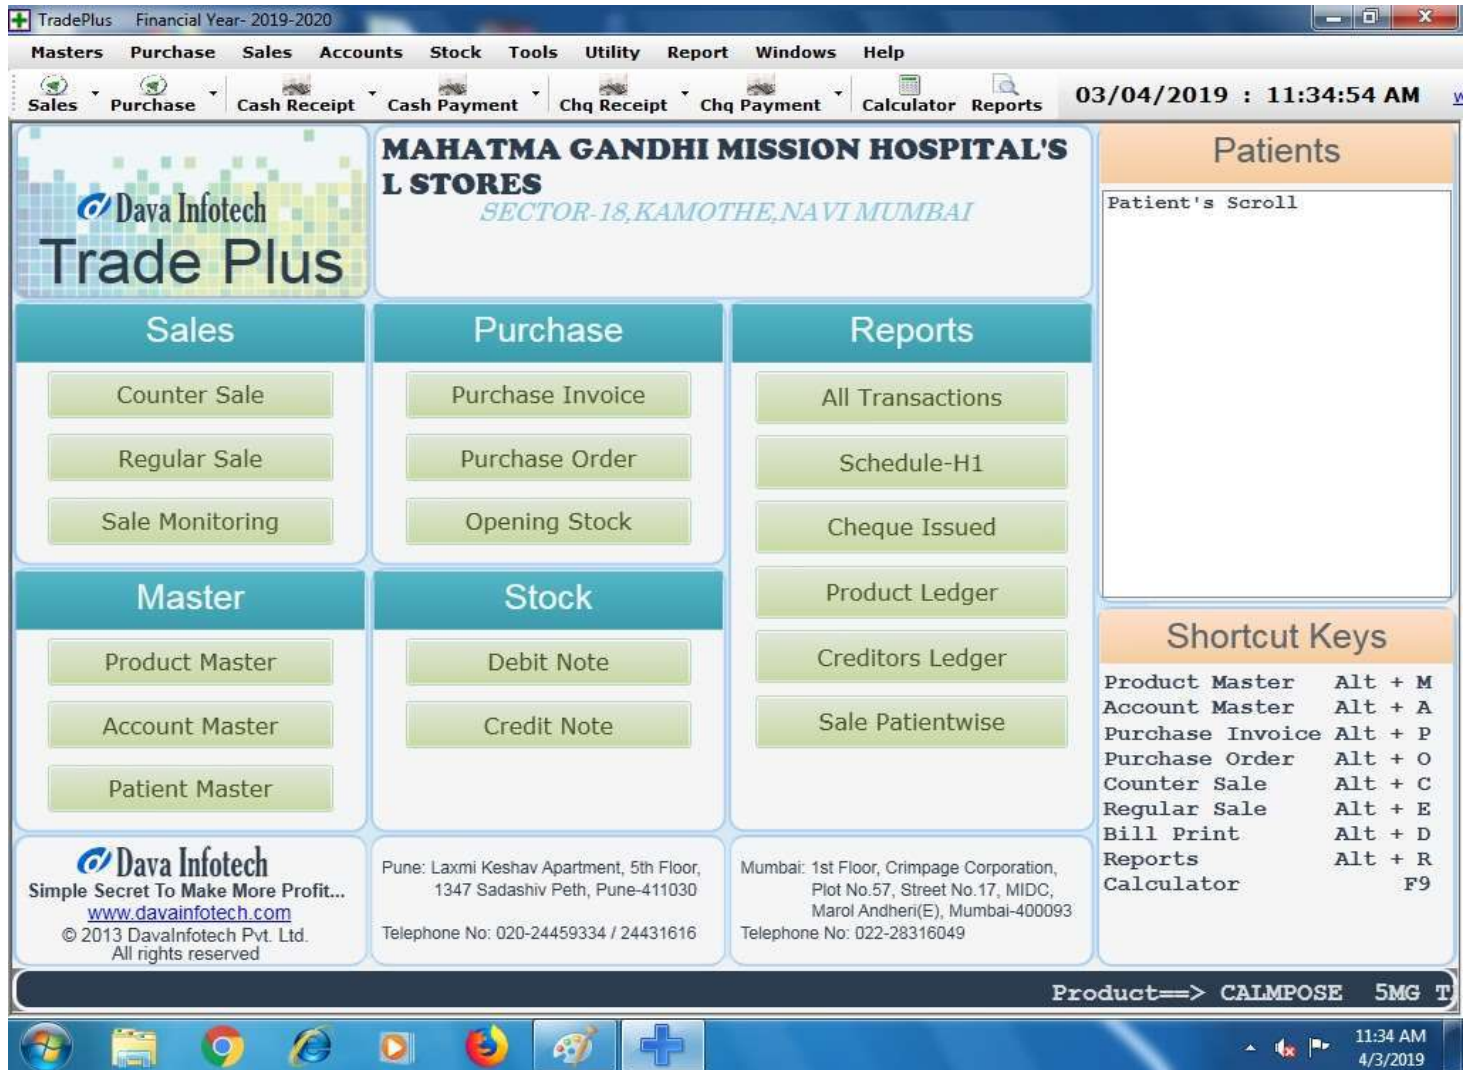 TradePlus Financial Year- 2019-2020
Masters Purchase Sales Accounts Stock Tools Utility Report Windows Help
Sales Purchase Cash Receipt Cash Payment Chq Receipt Chq Payment Calculator Reports 03/04/2019 : 11:34:54 AM
Dava Infotech
Trade Plus
MAHATMA GANDHI MISSION HOSPITAL'S
L STORES
SECTOR-18,KAMOTHE,NAVI MUMBAI
Patients
Patient's Scroll
Sales
Counter Sale
Regular Sale
Sale Monitoring
Purchase
Purchase Invoice
Purchase Order
Opening Stock
Reports
All Transactions
Schedule-H1
Cheque Issued
Product Ledger
Creditors Ledger
Sale Patientwise
Master
Product Master
Account Master
Patient Master
Stock
Debit Note
Credit Note
Shortcut Keys
Product Master Alt + M
Account Master Alt + A
Purchase Invoice Alt + P
Purchase Order Alt + O
Counter Sale Alt + C
Regular Sale Alt + E
Bill Print Alt + D
Reports Alt + R
Calculator F9
Dava Infotech
Simple Secret To Make More Profit...
www.davainfotech.com
© 2013 DavaInfotech Pvt. Ltd.
All rights reserved
Pune: Laxmi Keshav Apartment, 5th Floor,
1347 Sadashiv Peth, Pune-411030
Telephone No: 020-24459334 / 24431616
Mumbai: 1st Floor, Crimpage Corporation,
Plot No.57, Street No.17, MIDC,
Marol Andheri(E), Mumbai-400093
Telephone No: 022-28316049
Product==> CALMPOSE 5MG T
11:34 AM
4/3/2019